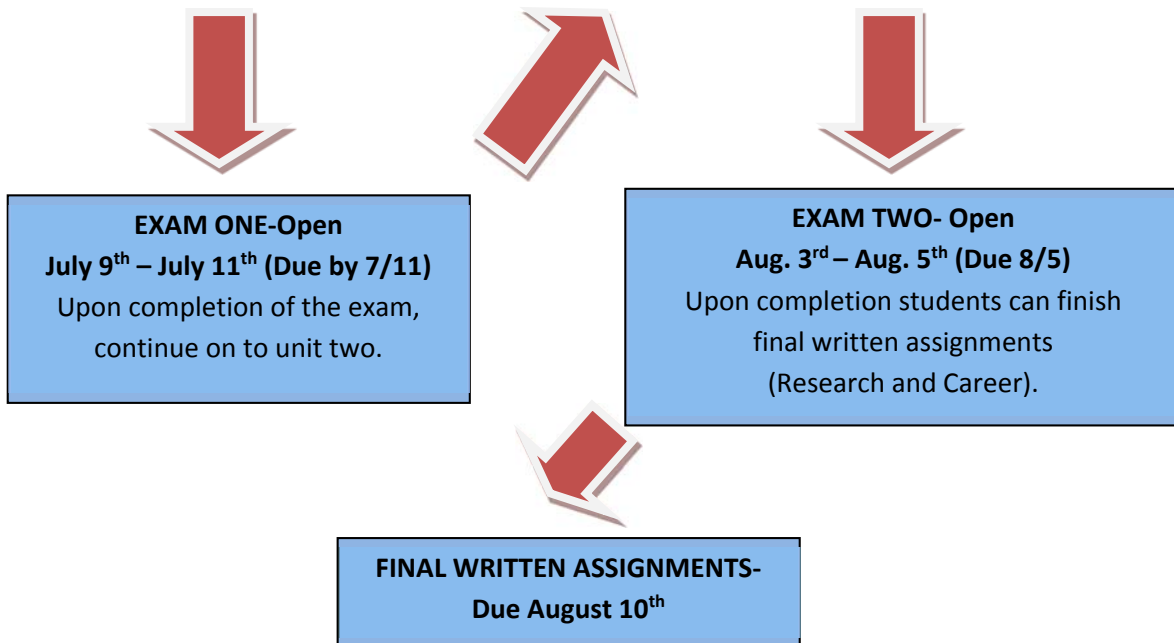 EXAM ONE-Open
July 9th – July 11th (Due by 7/11)
Upon completion of the exam,
continue on to unit two.
EXAM TWO- Open
Aug. 3rd – Aug. 5th (Due 8/5)
Upon completion students can finish
final written assignments
(Research and Career).
FINAL WRITTEN ASSIGNMENTS-
Due August 10th